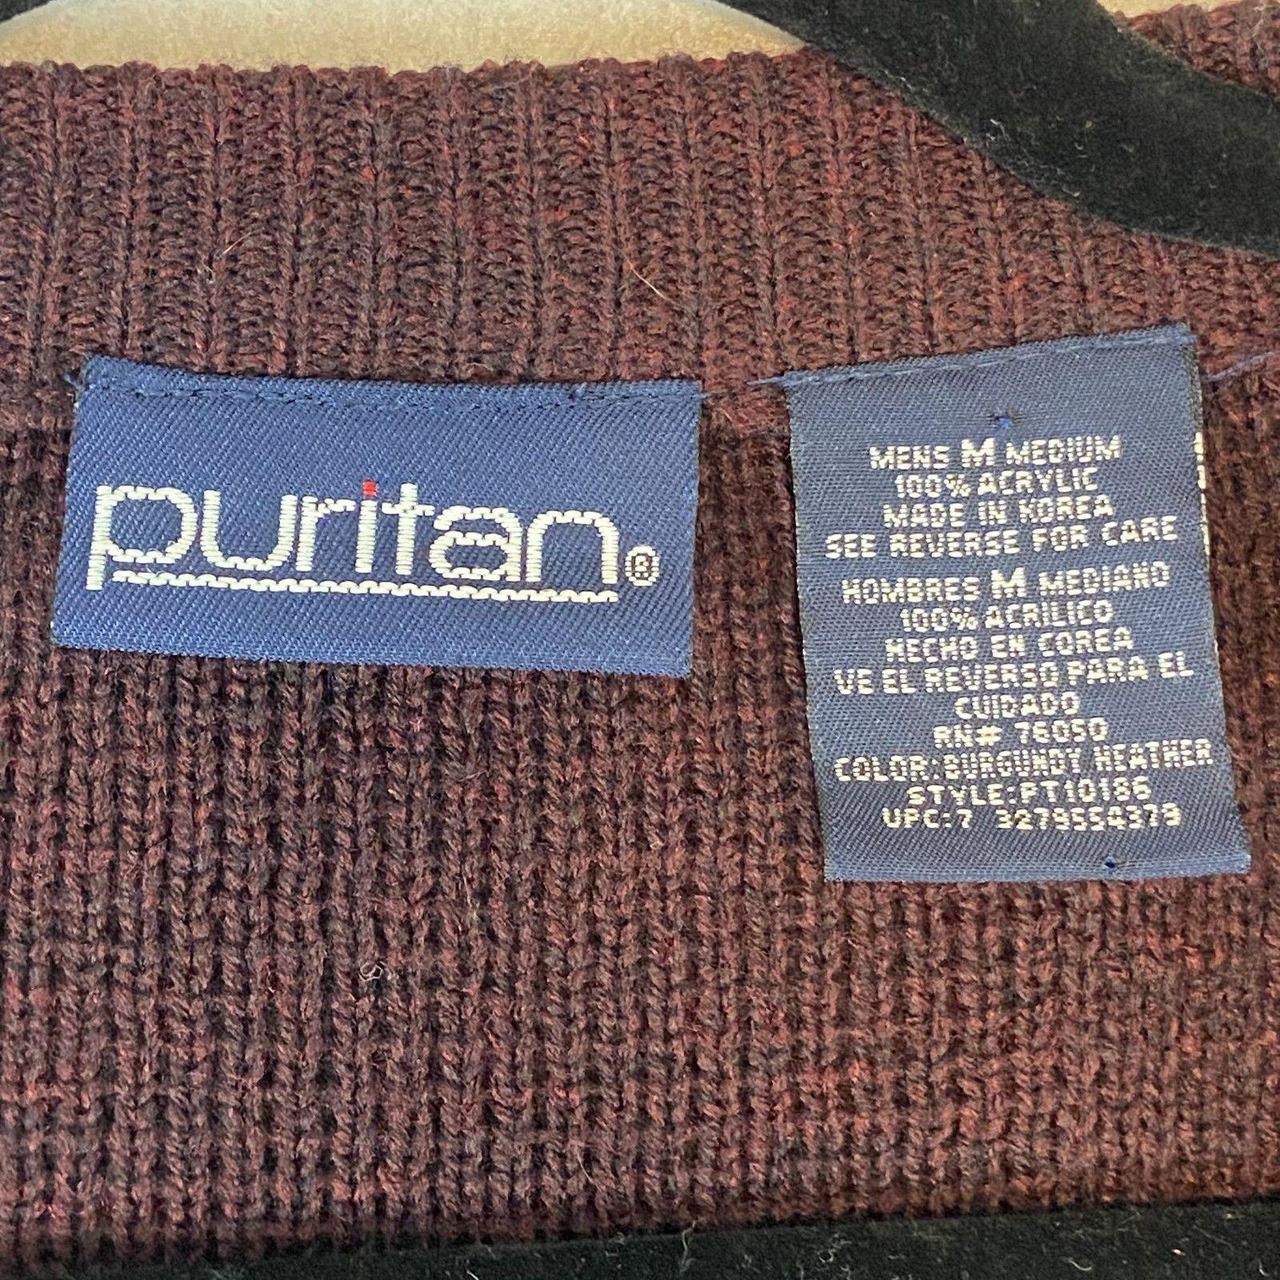 puritan®
MENS M MEDIUM
100% ACRYLIC
MADE IN KOREA
SEE REVERSE FOR CARE
HOMBRES M MEDIANO
100% ACRILICO
HECHO EN COREA
VE EL REVERSO PARA EL
CUIDADO
RN# 76050
COLOR:BURGUNDY HEATHER
STYLE:PT10186
UPC:7 3279554379